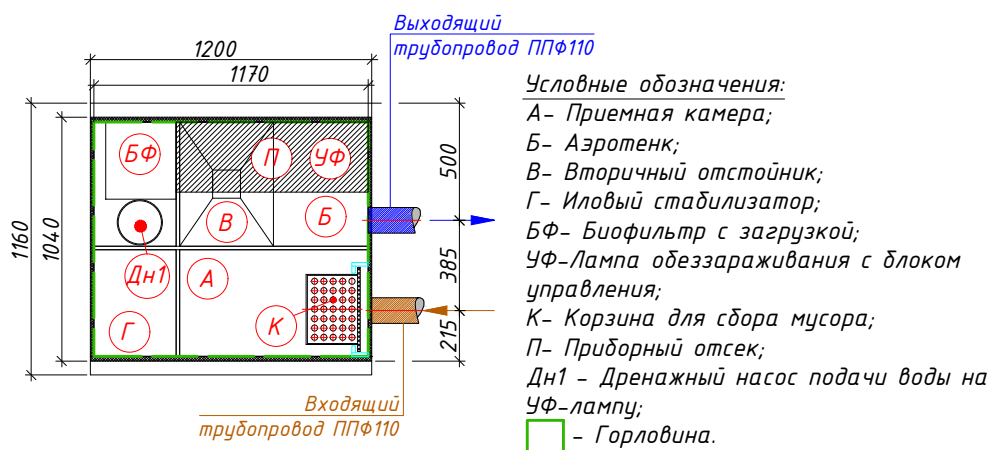 Выходящий
трубопровод ППФ110
1200
1170
Условные обозначения:
А- Приемная камера;
Б- Аэротенк;
В- Вторичный отстойник;
Г- Иловый стабилизатор;
БФ- Биофильтр с загрузкой;
УФ-Лампа обеззараживания с блоком
управления;
К- Корзина для сбора мусора;
П- Приборный отсек;
Дн1 - Дренажный насос подачи воды на
УФ-лампу;
- Горловина.
БФ
П
УФ
500
В
Б
1160
1040
Дн1
А
385
Г
К
215
Входящий
трубопровод ППФ110